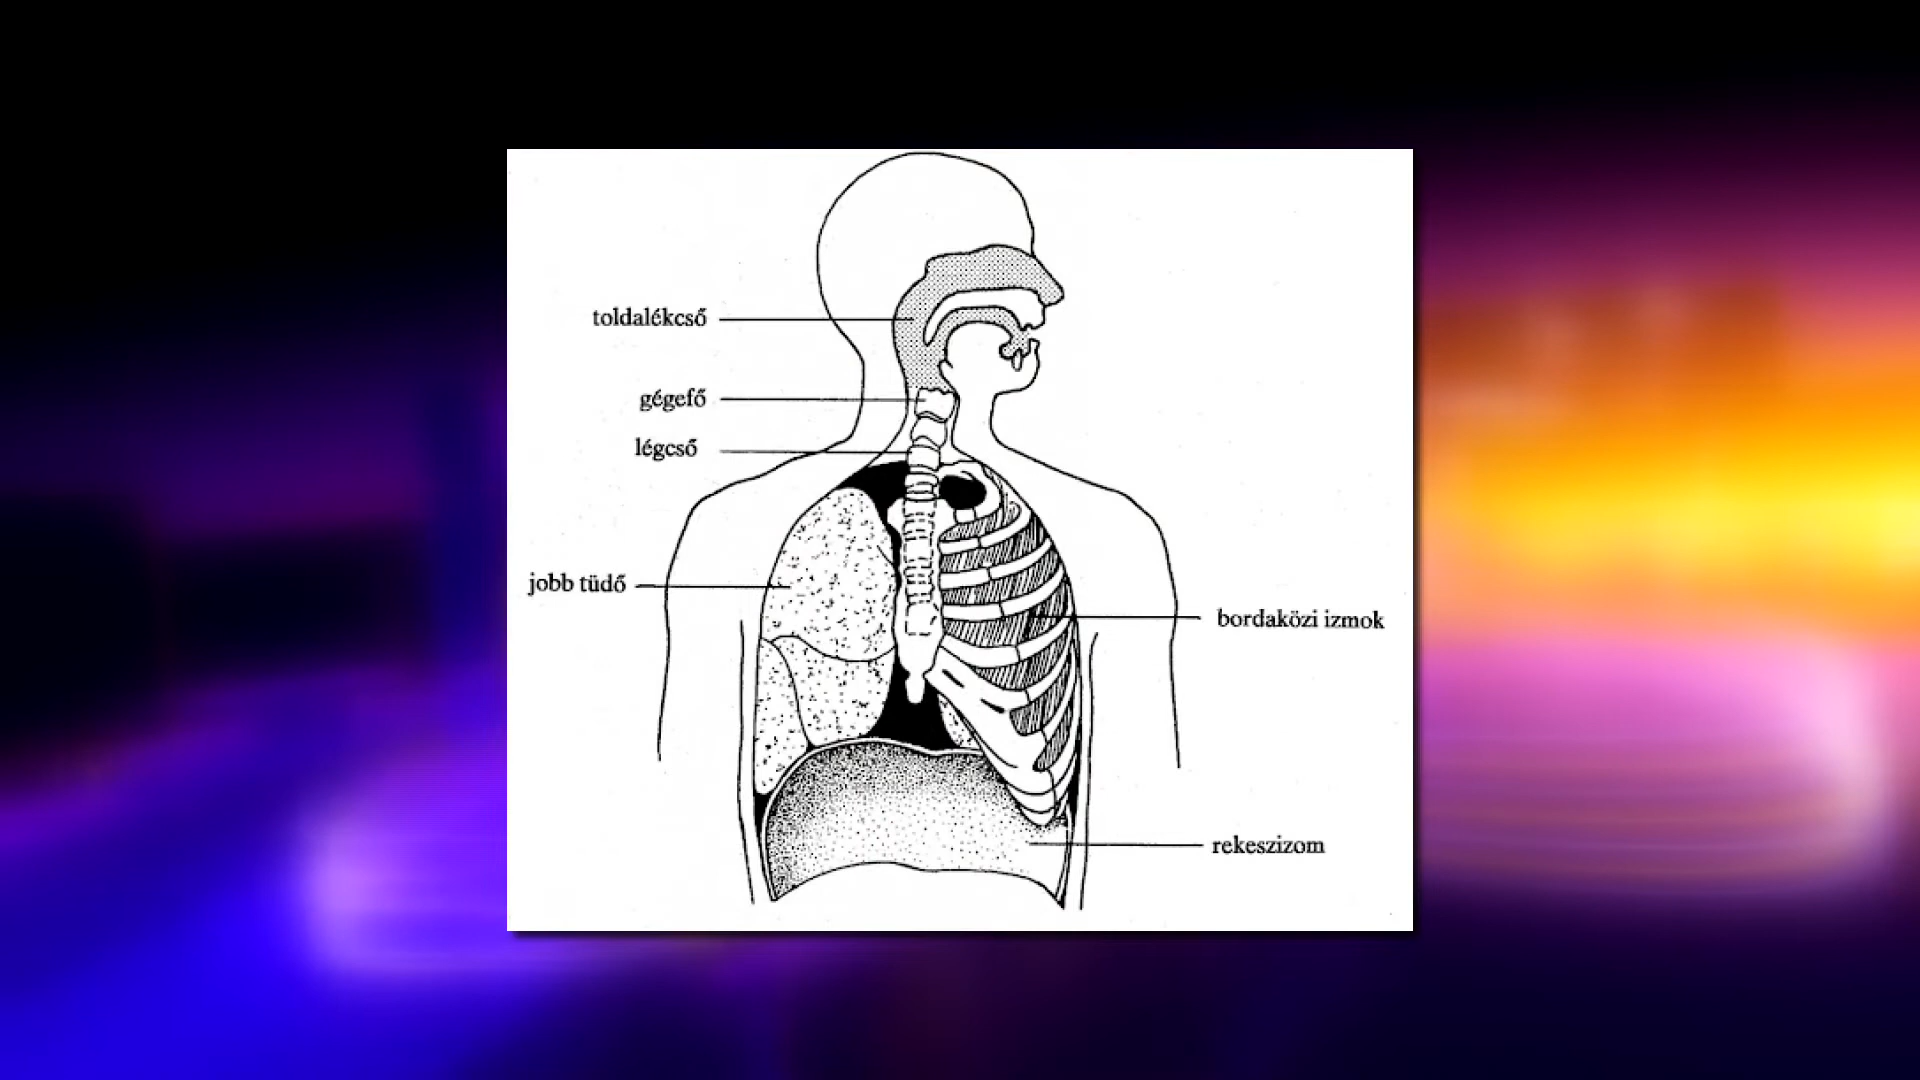 toldalékcső
gégefő
légcső
jobb tüdő
bordaközi izmok
rekeszizom